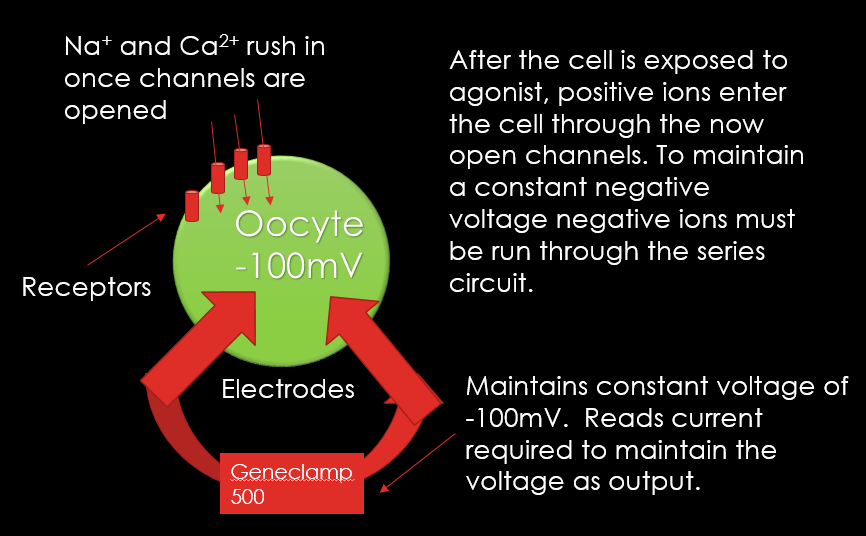 Na⁺ and Ca²⁺ rush in
once channels are
opened
After the cell is exposed to
agonist, positive ions enter
the cell through the now
open channels. To maintain
a constant negative
voltage negative ions must
be run through the series
circuit.
Oocyte
-100mV
Receptors
Electrodes
Maintains constant voltage of
-100mV.  Reads current
required to maintain the
voltage as output.
Geneclamp
500